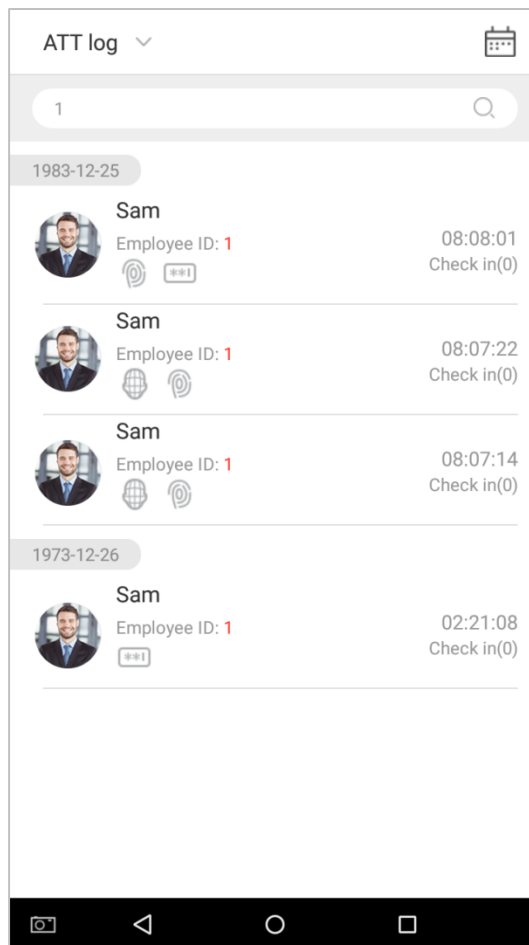 ATT log
1
1983-12-25
Sam
Employee ID: 1
08:08:01
Check in(0)
**I
Sam
Employee ID: 1
08:07:22
Check in(0)
Sam
Employee ID: 1
08:07:14
Check in(0)
1973-12-26
Sam
Employee ID: 1
02:21:08
Check in(0)
**I